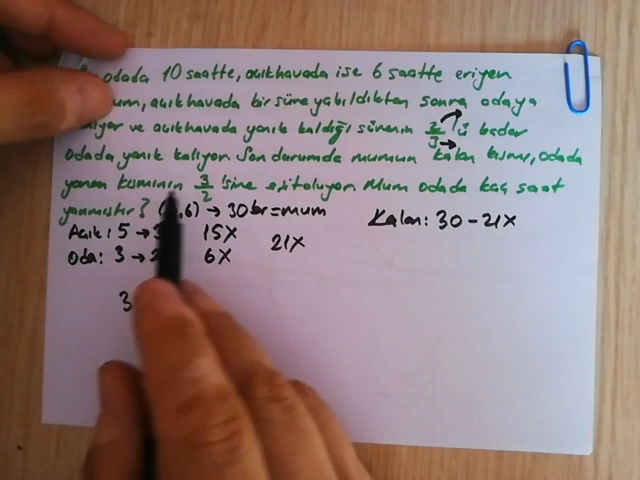 odada 10 saatte, açıkhavada ise 6 saatte eriyen
mum, açıkhavada bir süre yakıldıktan sonra odaya
ve açıkhavada yanık kaldığı sürenin 2/3 ü kadar
odada yanık kalıyor. Son durumda mumun kalan kısmı, odada
yanan kısmının 3/2 'sine eşit oluyor. Mum odada kaç saat
yanmıştır? 6) → 30br = mum
Kalan: 30 - 21X
Açık: 5 → 15X
21X
Oda: 3 → 6X
3